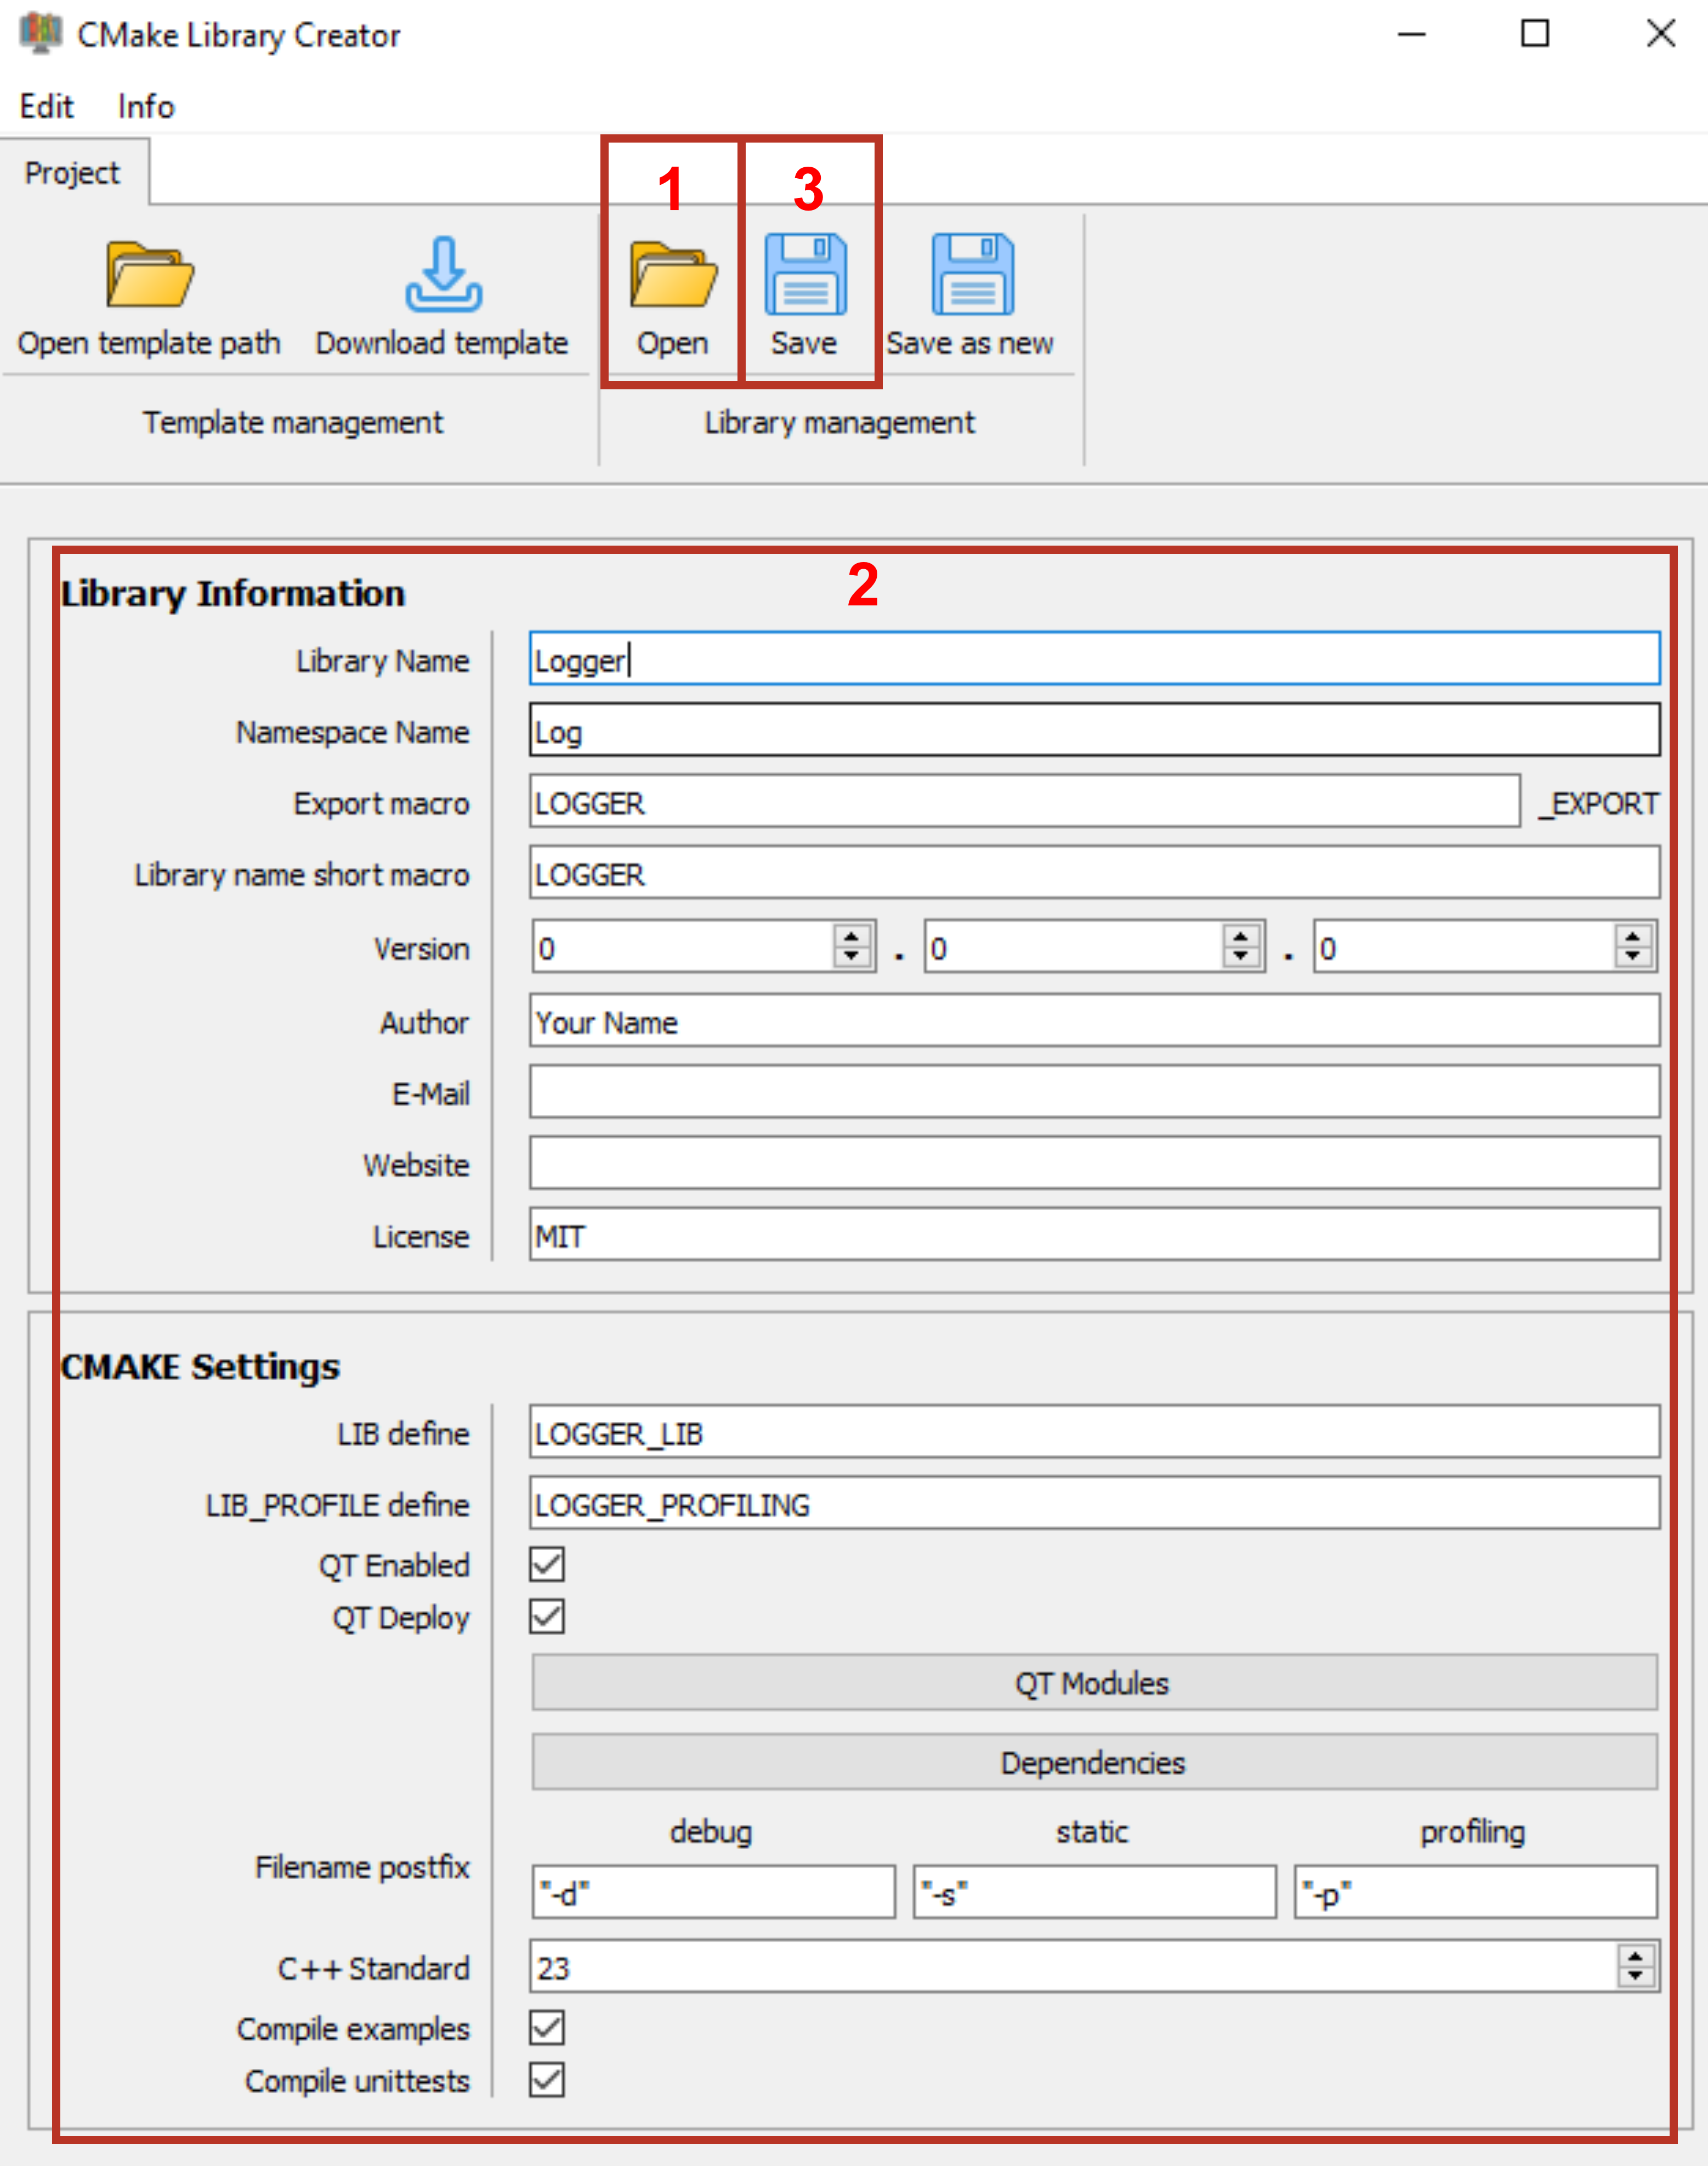 CMake Library Creator
Edit Info
Project
1 3
Open template path Download template Open Save Save as new
Template management Library management
2
Library Information
Library Name Logger
Namespace Name Log
Export macro LOGGER _EXPORT
Library name short macro LOGGER
Version 0 . 0 . 0
Author Your Name
E-Mail
Website
License MIT
CMAKE Settings
LIB define LOGGER_LIB
LIB_PROFILE define LOGGER_PROFILING
QT Enabled
QT Deploy
QT Modules
Dependencies
debug static profiling
Filename postfix "-d" "-s" "-p"
C++ Standard 23
Compile examples
Compile unittests